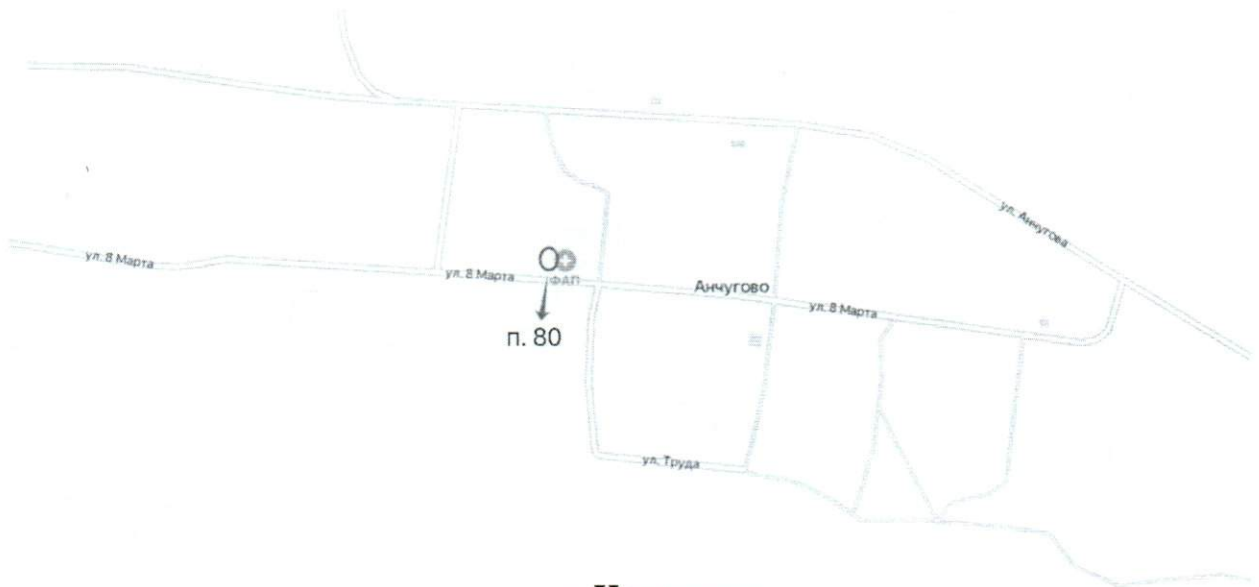 ул. Анчугова
ул. 8 Марта
ул. 8 Марта
ФАП
Анчугово
ул. 8 Марта
п. 80
ул. Труда